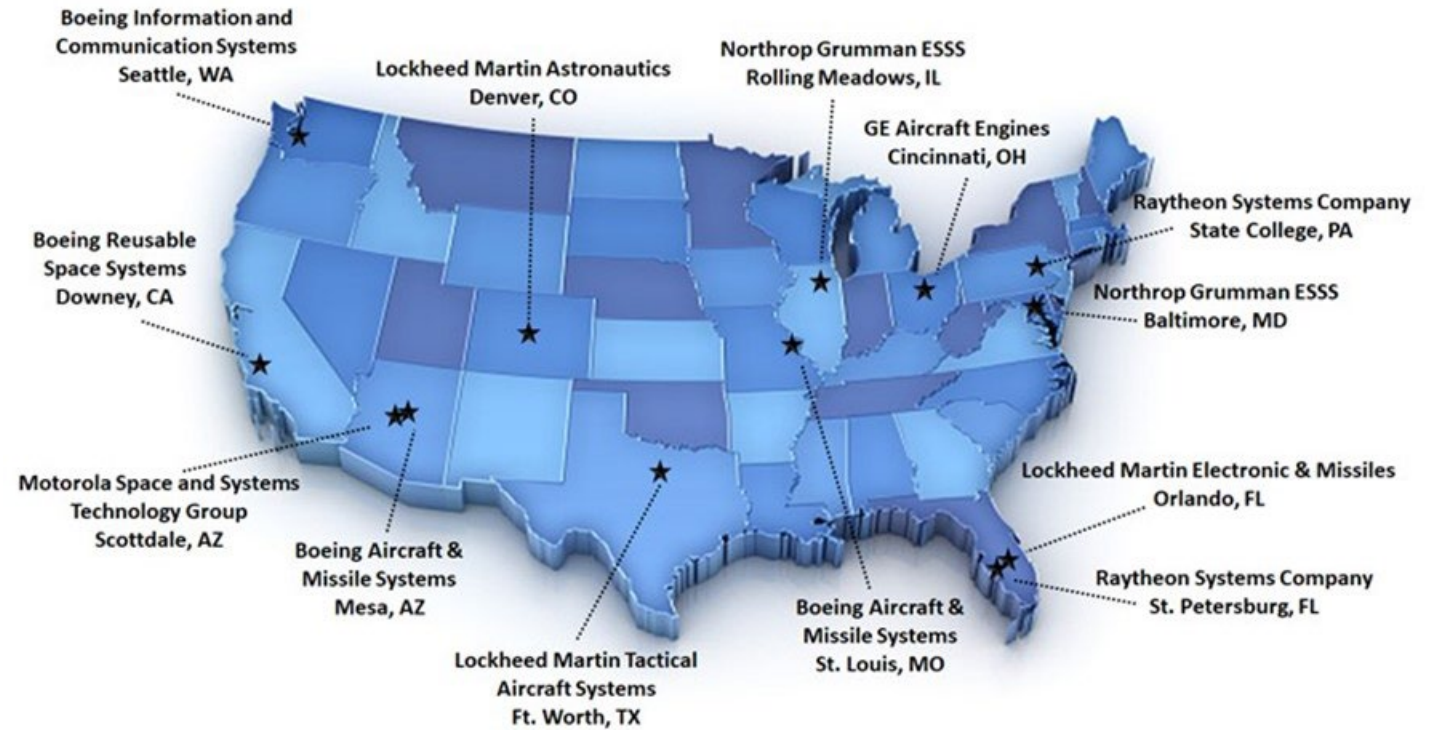 Boeing Information and
Communication Systems
Seattle, WA
Lockheed Martin Astronautics
Denver, CO
Northrop Grumman ESSS
Rolling Meadows, IL
GE Aircraft Engines
Cincinnati, OH
Raytheon Systems Company
State College, PA
Boeing Reusable
Space Systems
Downey, CA
Northrop Grumman ESSS
Baltimore, MD
Motorola Space and Systems
Technology Group
Scottdale, AZ
Boeing Aircraft &
Missile Systems
Mesa, AZ
Lockheed Martin Electronic & Missiles
Orlando, FL
Raytheon Systems Company
St. Petersburg, FL
Boeing Aircraft &
Missile Systems
St. Louis, MO
Lockheed Martin Tactical
Aircraft Systems
Ft. Worth, TX